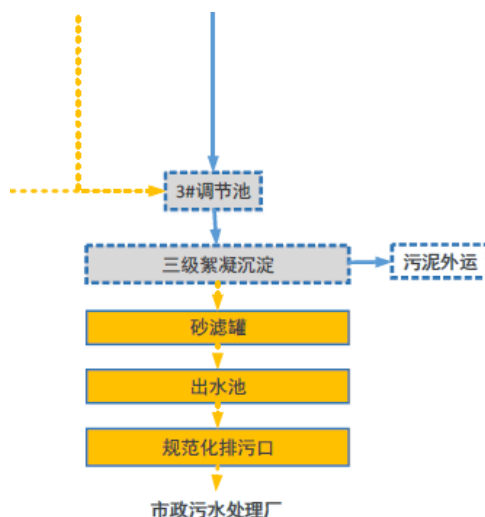 3#调节池
三级絮凝沉淀
污泥外运
砂滤罐
出水池
规范化排污口
市政污水处理厂